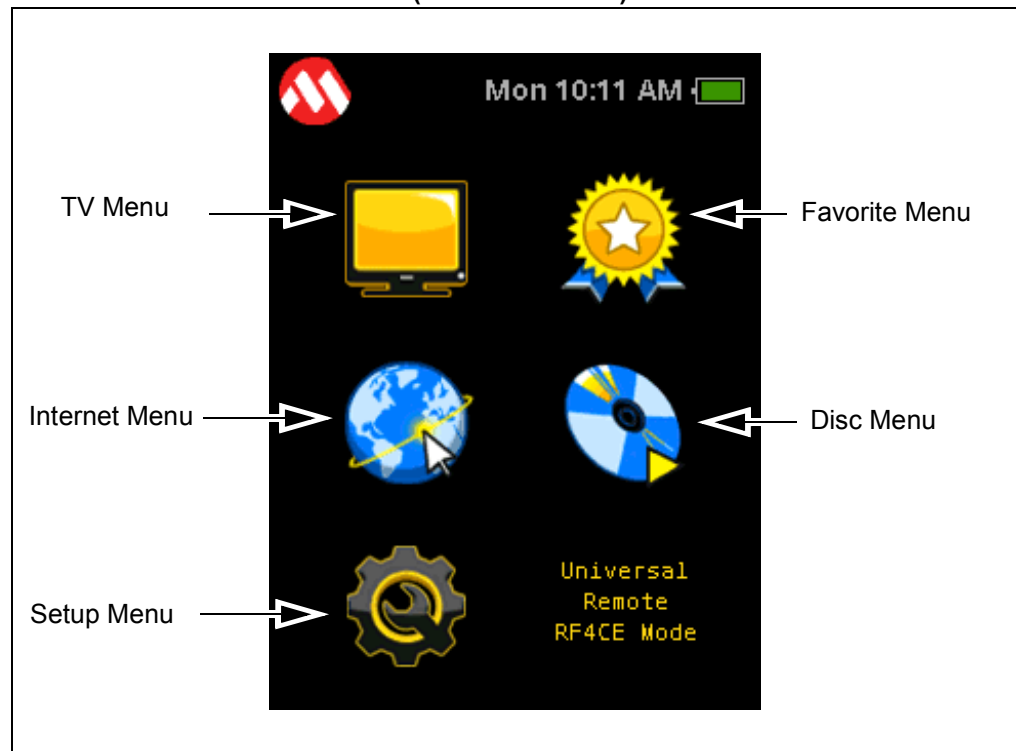 Mon 10:11 AM
TV Menu
Favorite Menu
Internet Menu
Disc Menu
Setup Menu
Universal
Remote
RF4CE Mode